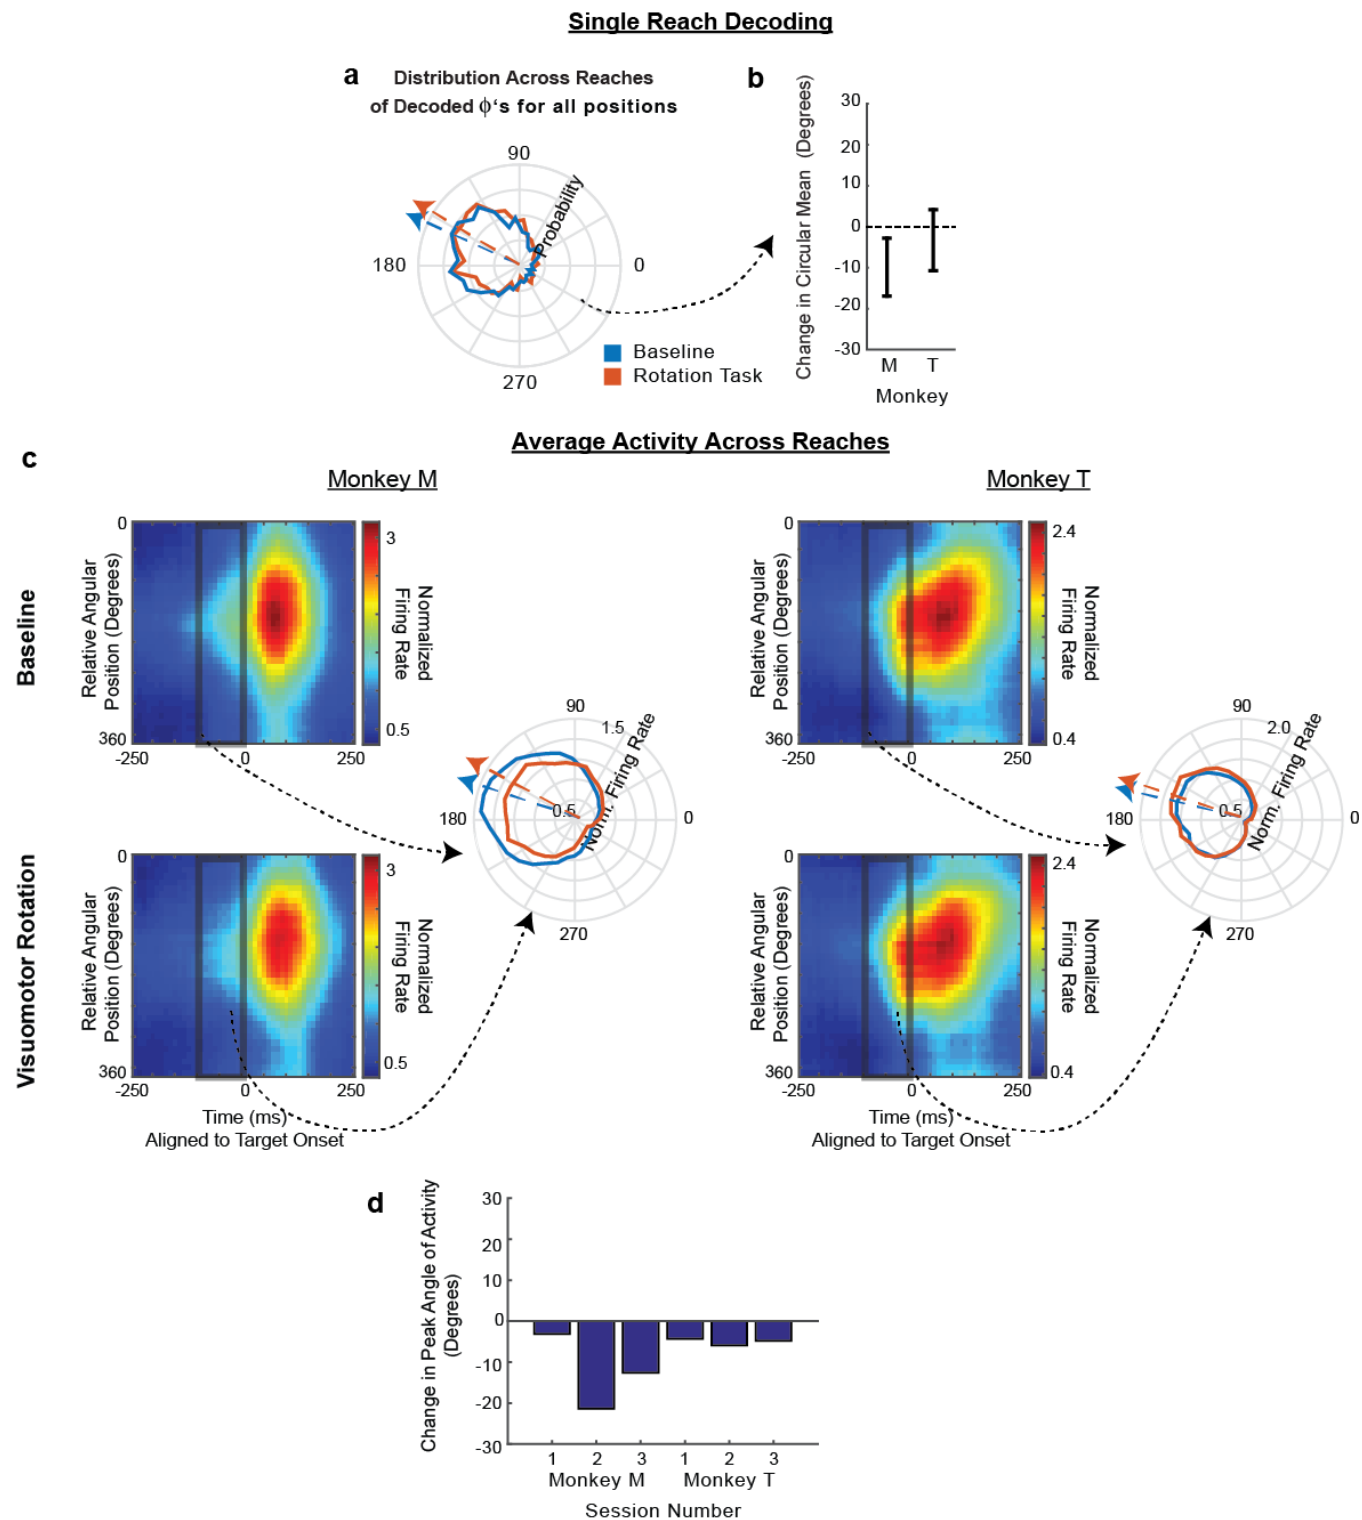 Single Reach Decoding
a
Distribution Across Reaches
of Decoded ϕ's for all positions
90
180
0
270
Probability
Baseline
Rotation Task
b
Change in Circular Mean (Degrees)
30
20
10
0
-10
-20
-30
M
T
Monkey
Average Activity Across Reaches
c
Monkey M
Monkey T
Baseline
Relative Angular
Position (Degrees)
0
360
-250
0
250
3
0.5
Normalized
Firing Rate
90
180
0
270
0.5
1.5
Norm. Firing Rate
Relative Angular
Position (Degrees)
0
360
-250
0
250
2.4
0.4
Normalized
Firing Rate
90
180
0
270
0.5
2.0
Norm. Firing Rate
Visuomotor Rotation
Relative Angular
Position (Degrees)
0
360
-250
0
250
Time (ms)
Aligned to Target Onset
3
0.5
Normalized
Firing Rate
Relative Angular
Position (Degrees)
0
360
-250
0
250
Time (ms)
Aligned to Target Onset
2.4
0.4
Normalized
Firing Rate
d
Change in Peak Angle of Activity
(Degrees)
30
20
10
0
-10
-20
-30
1 2 3 1 2 3
Monkey M Monkey T
Session Number